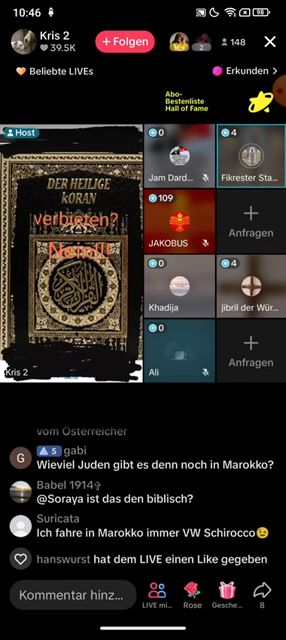 10:46
98
Kris 2
39.5K
+ Folgen
2
148
Beliebte LIVEs
Erkunden >
Abo-
Bestenliste
Hall of Fame
Host
DER HEILIGE
KORAN
verbieten?
Nein!!!
Kris 2
0
Jam Dard...
4
Fikrester Sta...
109
JAKOBUS
Anfragen
0
Khadija
4
jibril der Wür...
0
Ali
Anfragen
vom Österreicher
G
5
gabi
Wieviel Juden gibt es denn noch in Marokko?
Babel 1914✞
@Soraya ist das den biblisch?
Suricata
Ich fahre in Marokko immer VW Schirocco😉
hanswurst hat dem LIVE einen Like gegeben
Kommentar hinz...
LIVE mi...
Rose
Gesche...
8